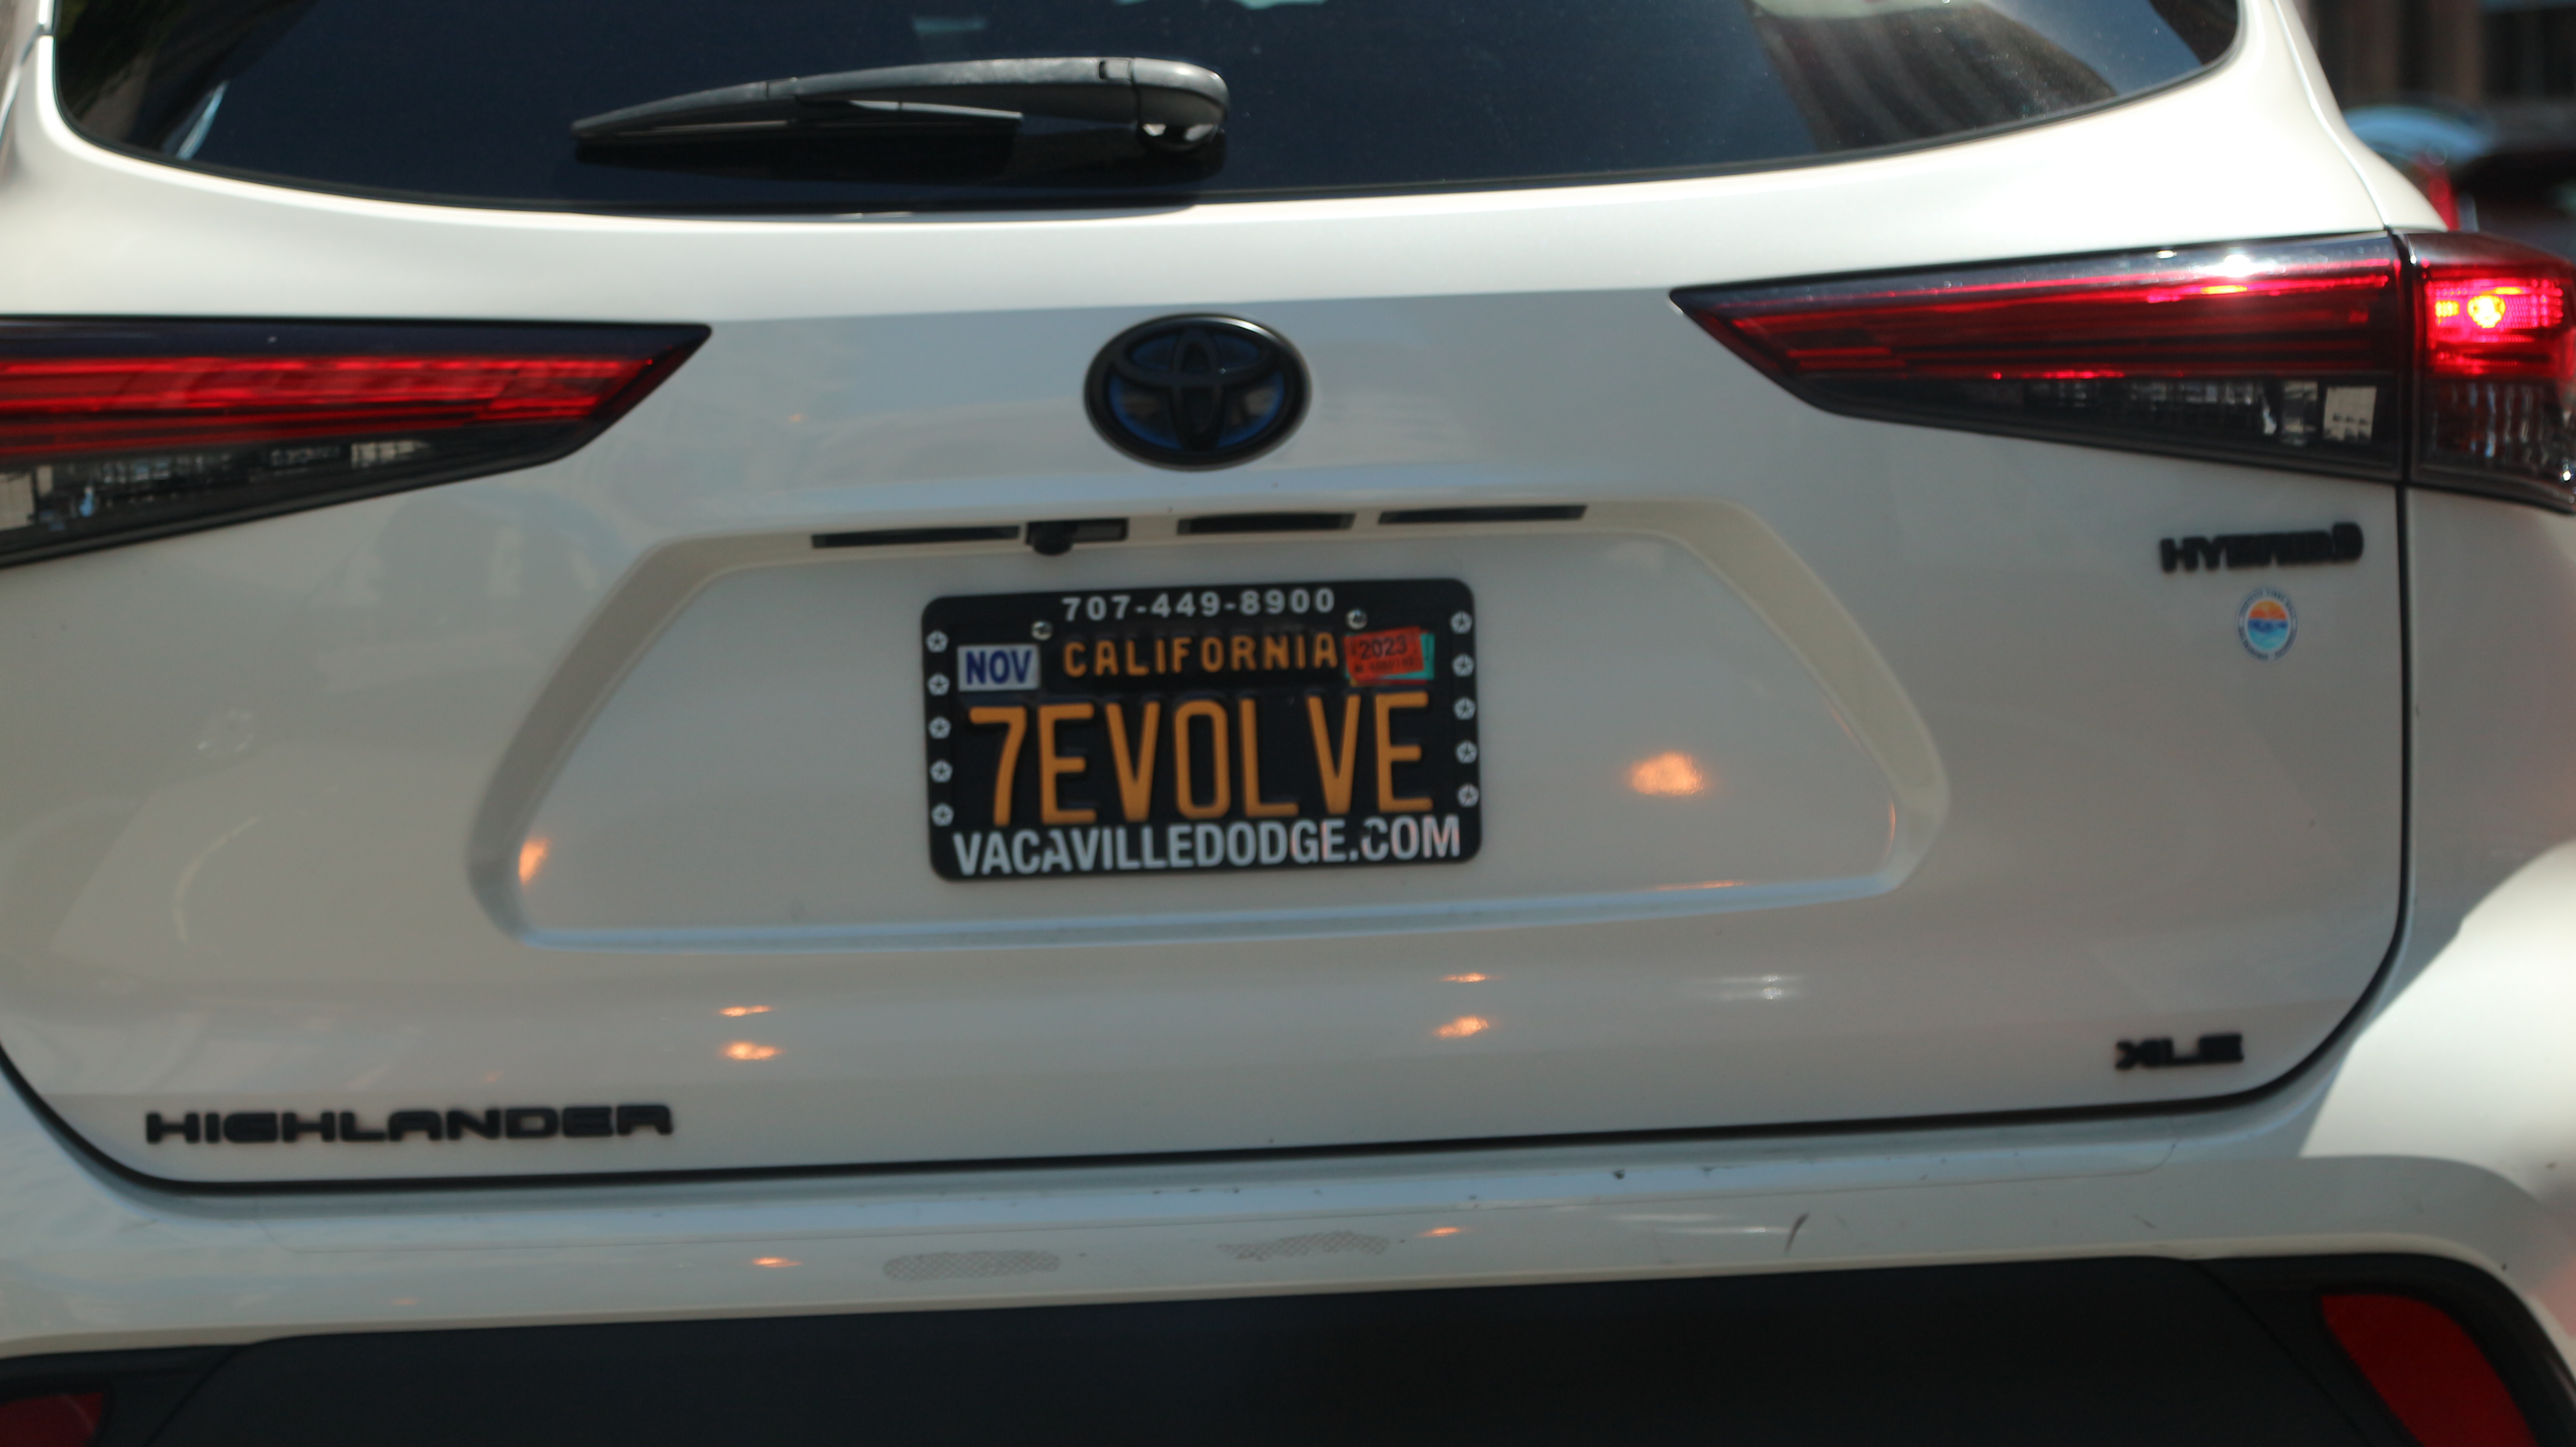 HYBRID
707-449-8900
NOV CALIFORNIA 2023
7EVOLVE
VACAVILLEDODGE.COM
XLE
HIGHLANDER